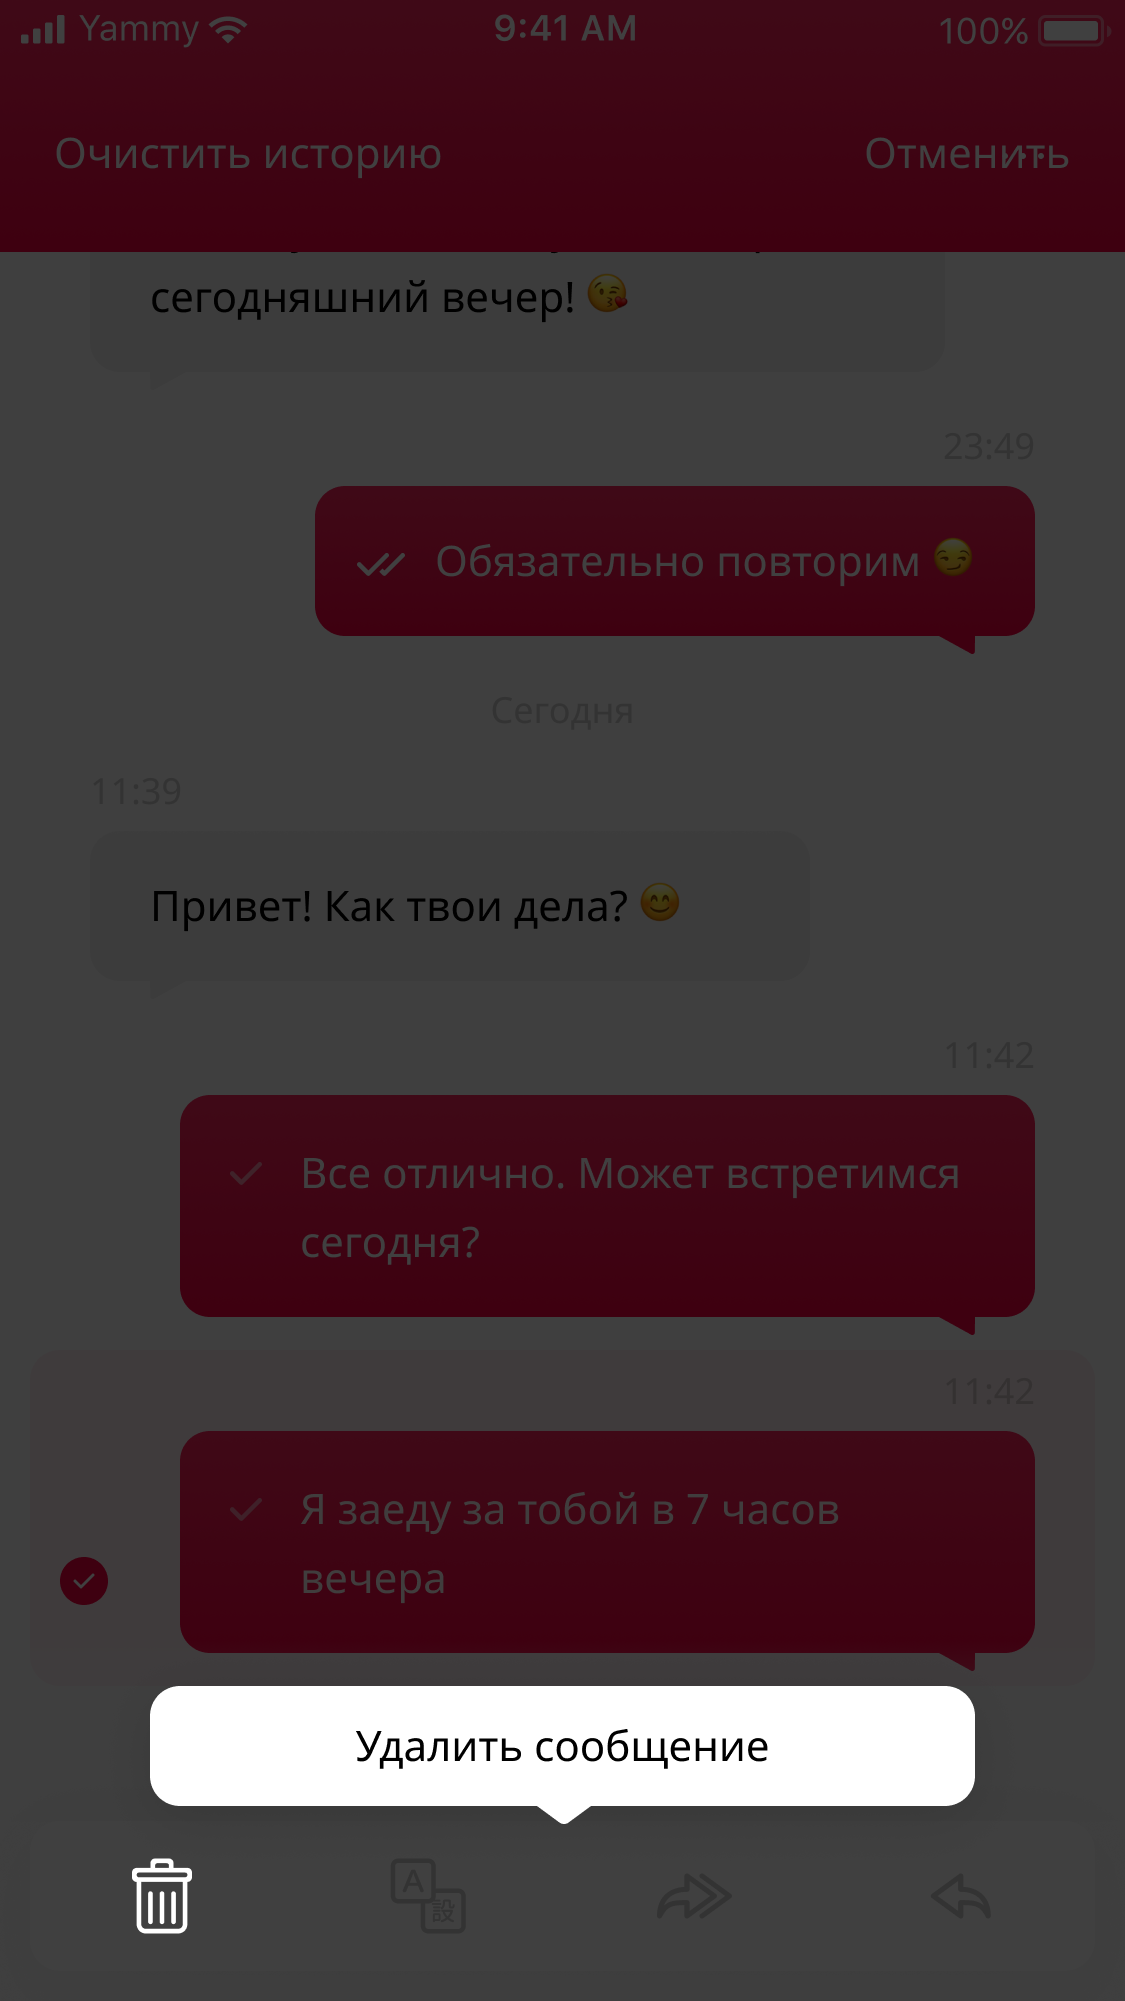 Yammy 9:41 AM 100%
Очистить историю Отменить
сегодняшний вечер! 😘
23:49
Обязательно повторим 😏
Сегодня
11:39
Привет! Как твои дела? 😊
11:42
Все отлично. Может встретимся
сегодня?
11:42
Я заеду за тобой в 7 часов
вечера
Удалить сообщение
A 設